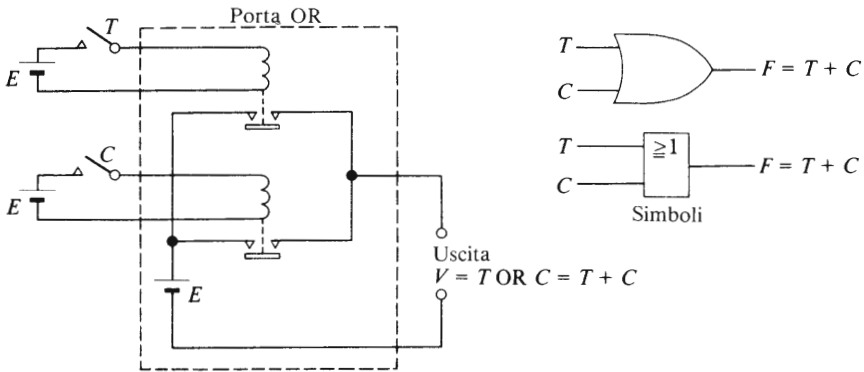 Porta OR
T
E
C
E
E
Uscita
V = T OR C = T + C
T
C
F = T + C
T
C
≧1
F = T + C
Simboli